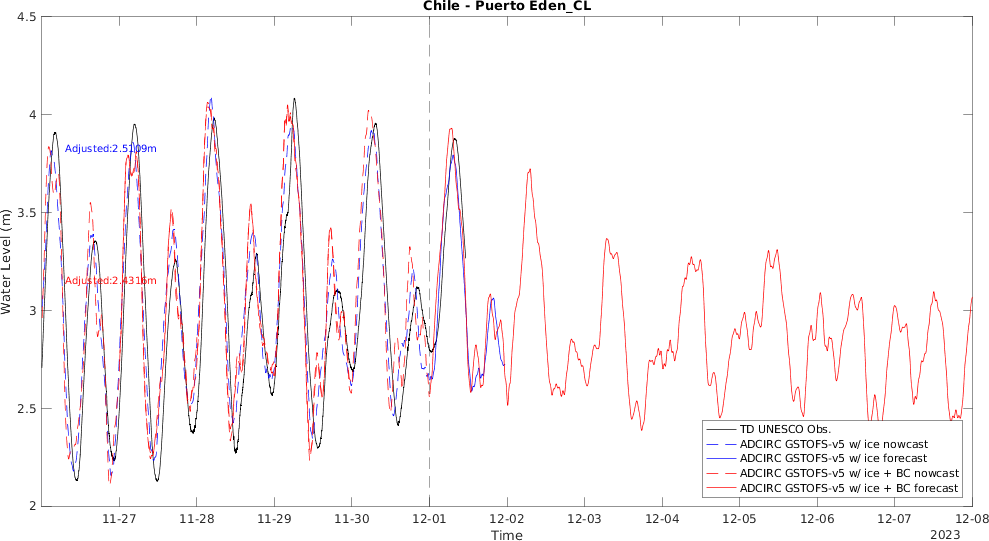 Chile - Puerto Eden_CL
4.5
4
3.5
3
2.5
2
Water Level (m)
Adjusted:2.5109m
Adjusted:2.4316m
TD UNESCO Obs.
ADCIRC GSTOFS-v5 w/ ice nowcast
ADCIRC GSTOFS-v5 w/ ice forecast
ADCIRC GSTOFS-v5 w/ ice + BC nowcast
ADCIRC GSTOFS-v5 w/ ice + BC forecast
11-27 11-28 11-29 11-30 12-01 12-02 12-03 12-04 12-05 12-06 12-07 12-08
Time
2023